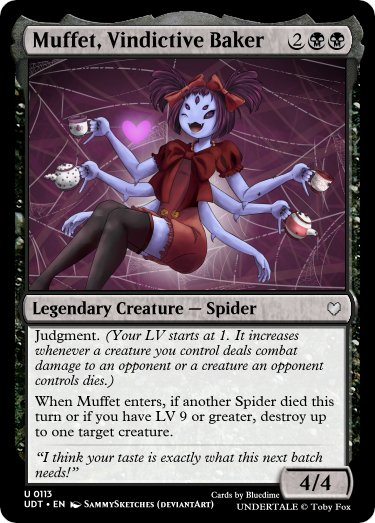 Muffet, Vindictive Baker 2
Legendary Creature — Spider
Judgment. (Your LV starts at 1. It increases
whenever a creature you control deals combat
damage to an opponent or a creature an opponent
controls dies.)
When Muffet enters, if another Spider died this
turn or if you have LV 9 or greater, destroy up
to one target creature.
“I think your taste is exactly what this next batch
needs!”
4/4
U 0113
UDT • EN SammySketches (deviantArt)
Cards by Bluedime
UNDERTALE © Toby Fox